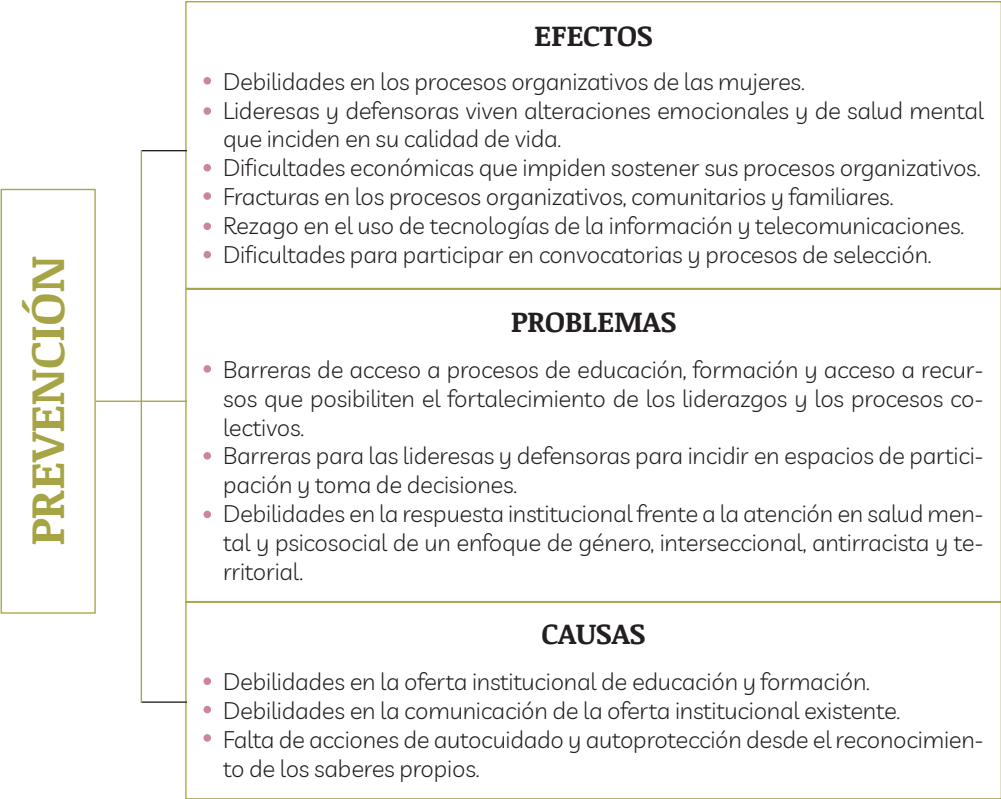 PREVENCIÓN
EFECTOS
• Debilidades en los procesos organizativos de las mujeres.
• Lideresas y defensoras viven alteraciones emocionales y de salud mental
que inciden en su calidad de vida.
• Dificultades económicas que impiden sostener sus procesos organizativos.
• Fracturas en los procesos organizativos, comunitarios y familiares.
• Rezago en el uso de tecnologías de la información y telecomunicaciones.
• Dificultades para participar en convocatorias y procesos de selección.
PROBLEMAS
• Barreras de acceso a procesos de educación, formación y acceso a recur-
sos que posibiliten el fortalecimiento de los liderazgos y los procesos co-
lectivos.
• Barreras para las lideresas y defensoras para incidir en espacios de partici-
pación y toma de decisiones.
• Debilidades en la respuesta institucional frente a la atención en salud men-
tal y psicosocial de un enfoque de género, interseccional, antirracista y te-
rritorial.
CAUSAS
• Debilidades en la oferta institucional de educación y formación.
• Debilidades en la comunicación de la oferta institucional existente.
• Falta de acciones de autocuidado y autoprotección desde el reconocimien-
to de los saberes propios.